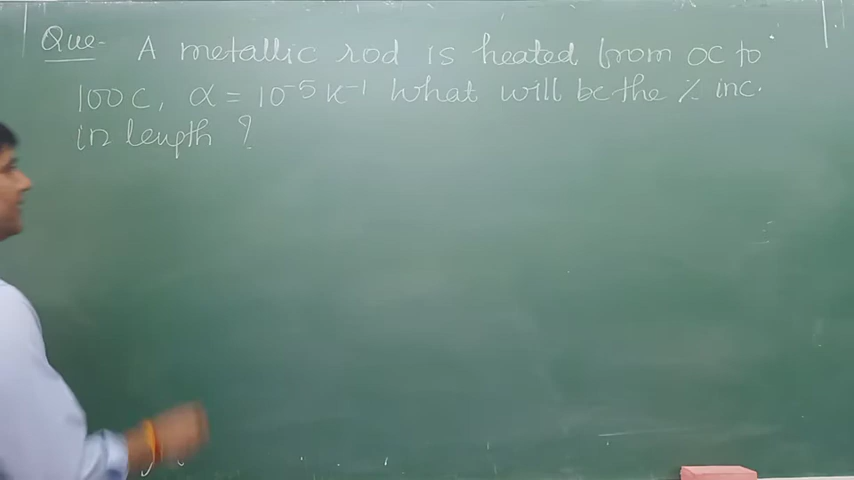 Que- A metallic rod is heated from 0C to
100C, α = 10⁻⁵ K⁻¹ What will be the % inc.
in length ?